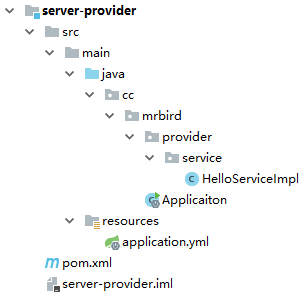 server-provider
src
main
java
cc
mrbird
provider
service
HelloServiceImpl
Applicaiton
resources
application.yml
pom.xml
server-provider.iml